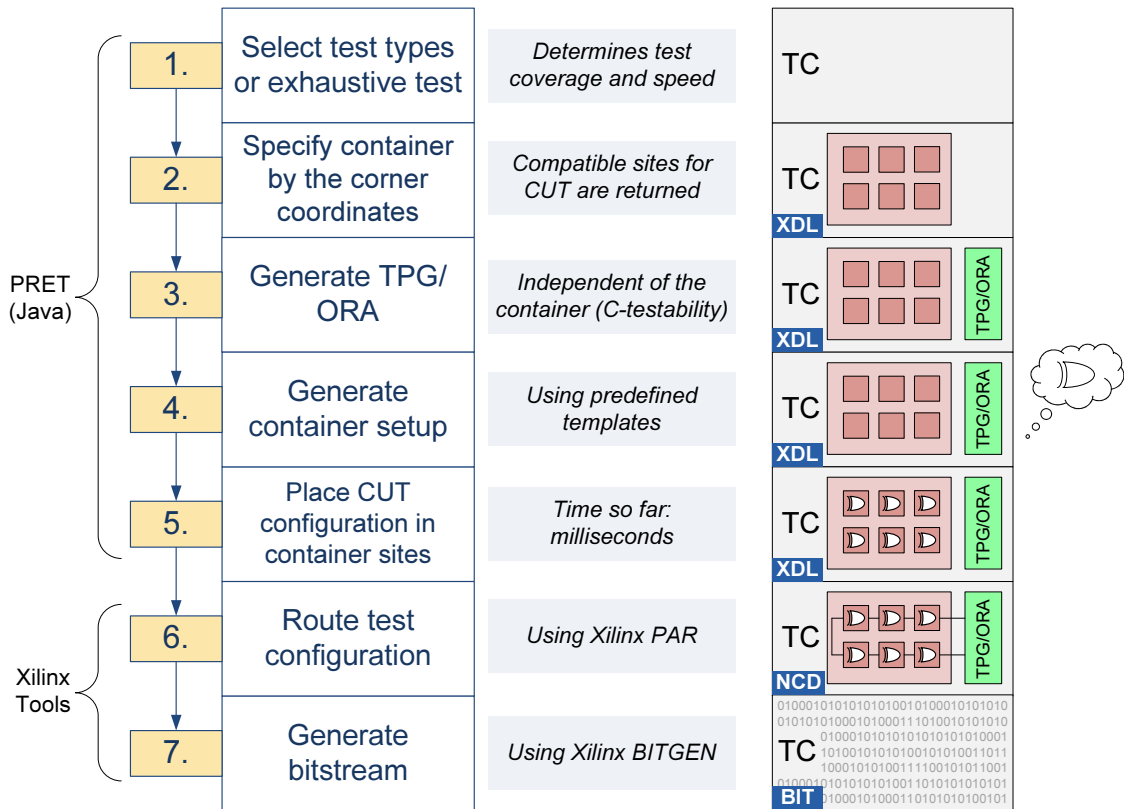 PRET
(Java)
Xilinx
Tools
1.
Select test types
or exhaustive test
Determines test
coverage and speed
TC
2.
Specify container
by the corner
coordinates
Compatible sites for
CUT are returned
TC
XDL
3.
Generate TPG/
ORA
Independent of the
container (C-testability)
TC
XDL
TPG/ORA
4.
Generate
container setup
Using predefined
templates
TC
XDL
TPG/ORA
5.
Place CUT
configuration in
container sites
Time so far:
milliseconds
TC
XDL
TPG/ORA
6.
Route test
configuration
Using Xilinx PAR
TC
NCD
TPG/ORA
7.
Generate
bitstream
Using Xilinx BITGEN
TC
BIT